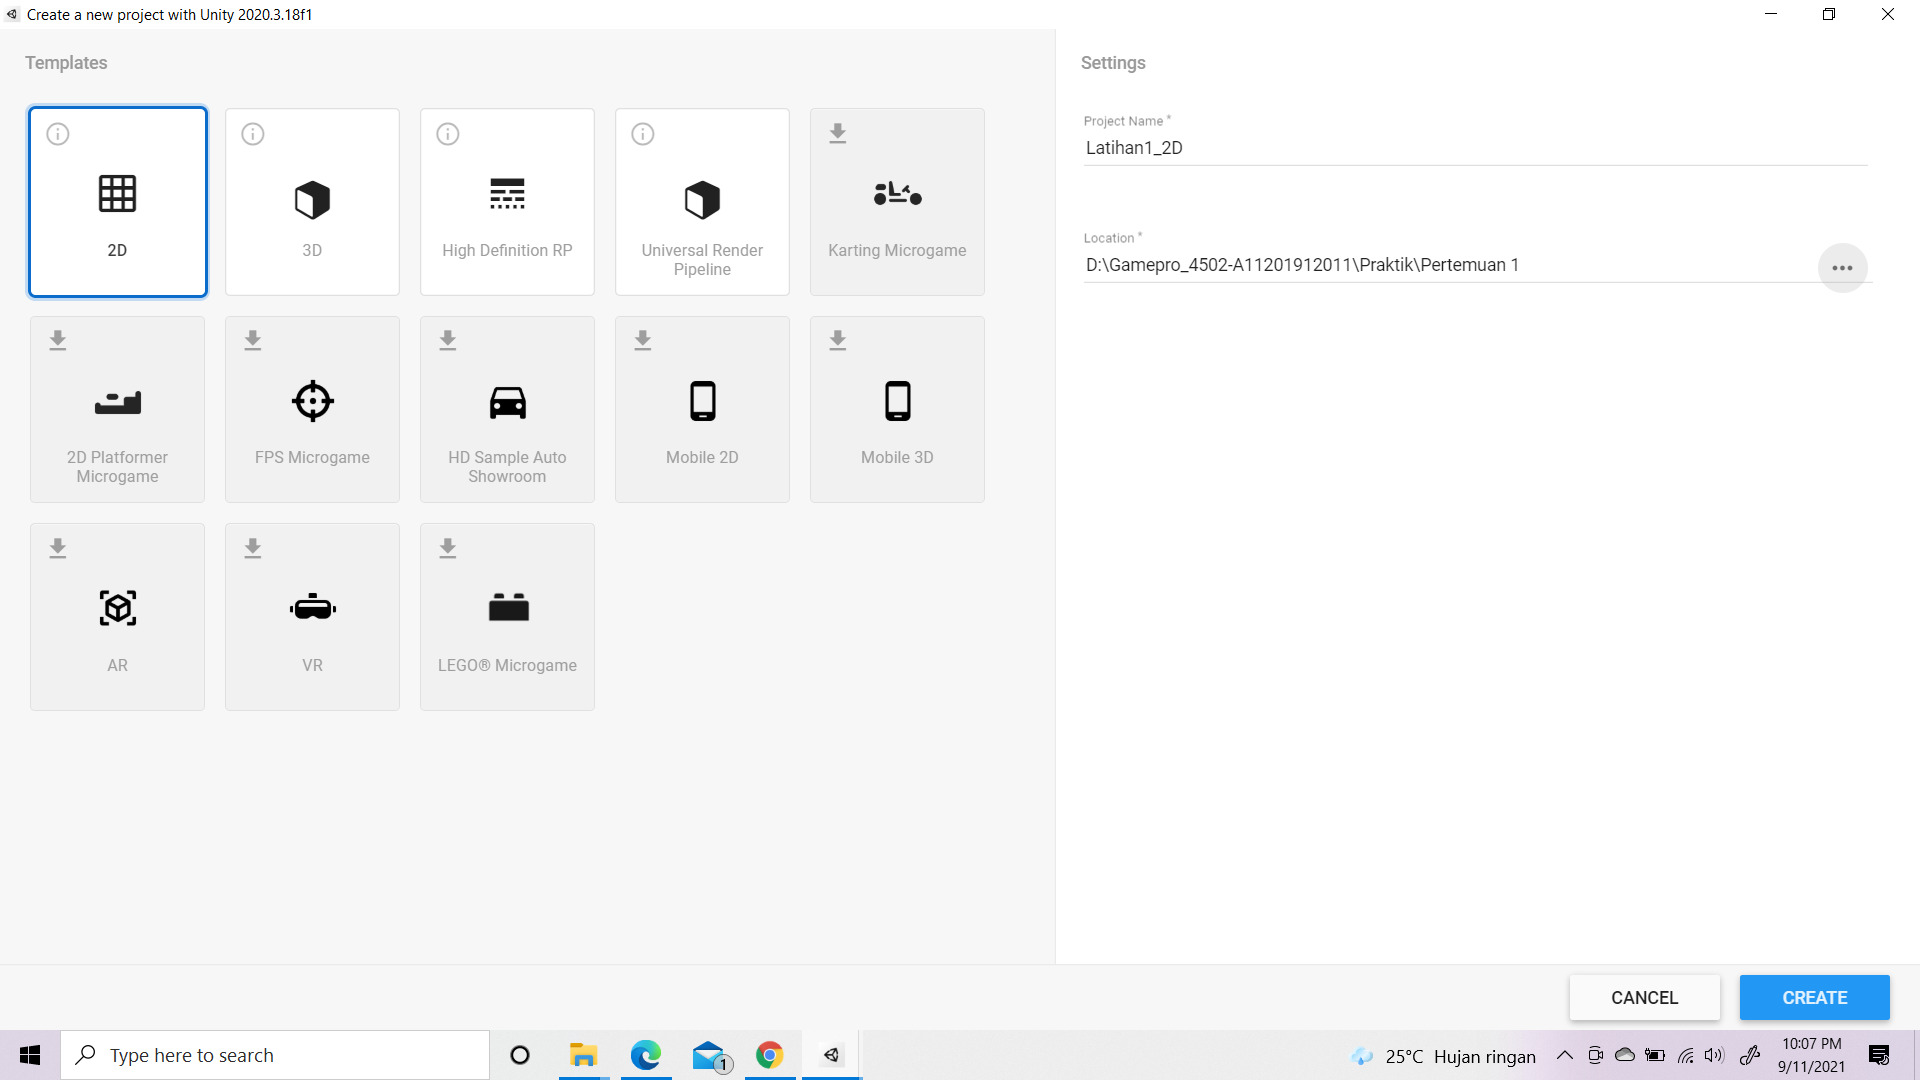 Create a new project with Unity 2020.3.18f1
Templates
2D
3D
High Definition RP
Universal Render
Pipeline
Karting Microgame
2D Platformer
Microgame
FPS Microgame
HD Sample Auto
Showroom
Mobile 2D
Mobile 3D
AR
VR
LEGO® Microgame
Settings
Project Name *
Latihan1_2D
Location *
D:\Gamepro_4502-A11201912011\Praktik\Pertemuan 1
CANCEL
CREATE
Type here to search
1
25°C Hujan ringan
10:07 PM
9/11/2021